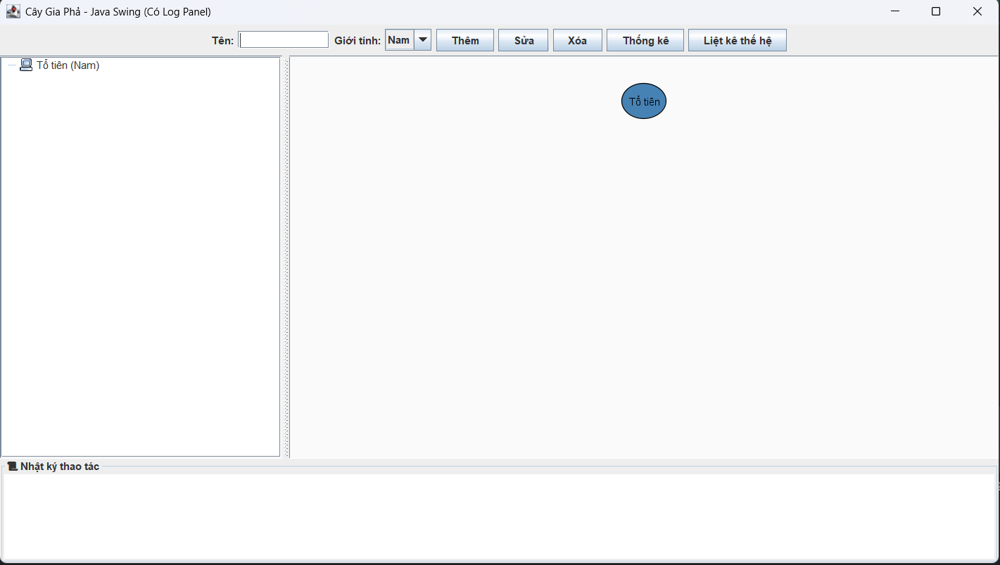 Cây Gia Phả - Java Swing (Có Log Panel)
Tên: Giới tính: Nam Thêm Sửa Xóa Thống kê Liệt kê thế hệ
Tổ tiên (Nam)
Tổ tiên
Nhật ký thao tác